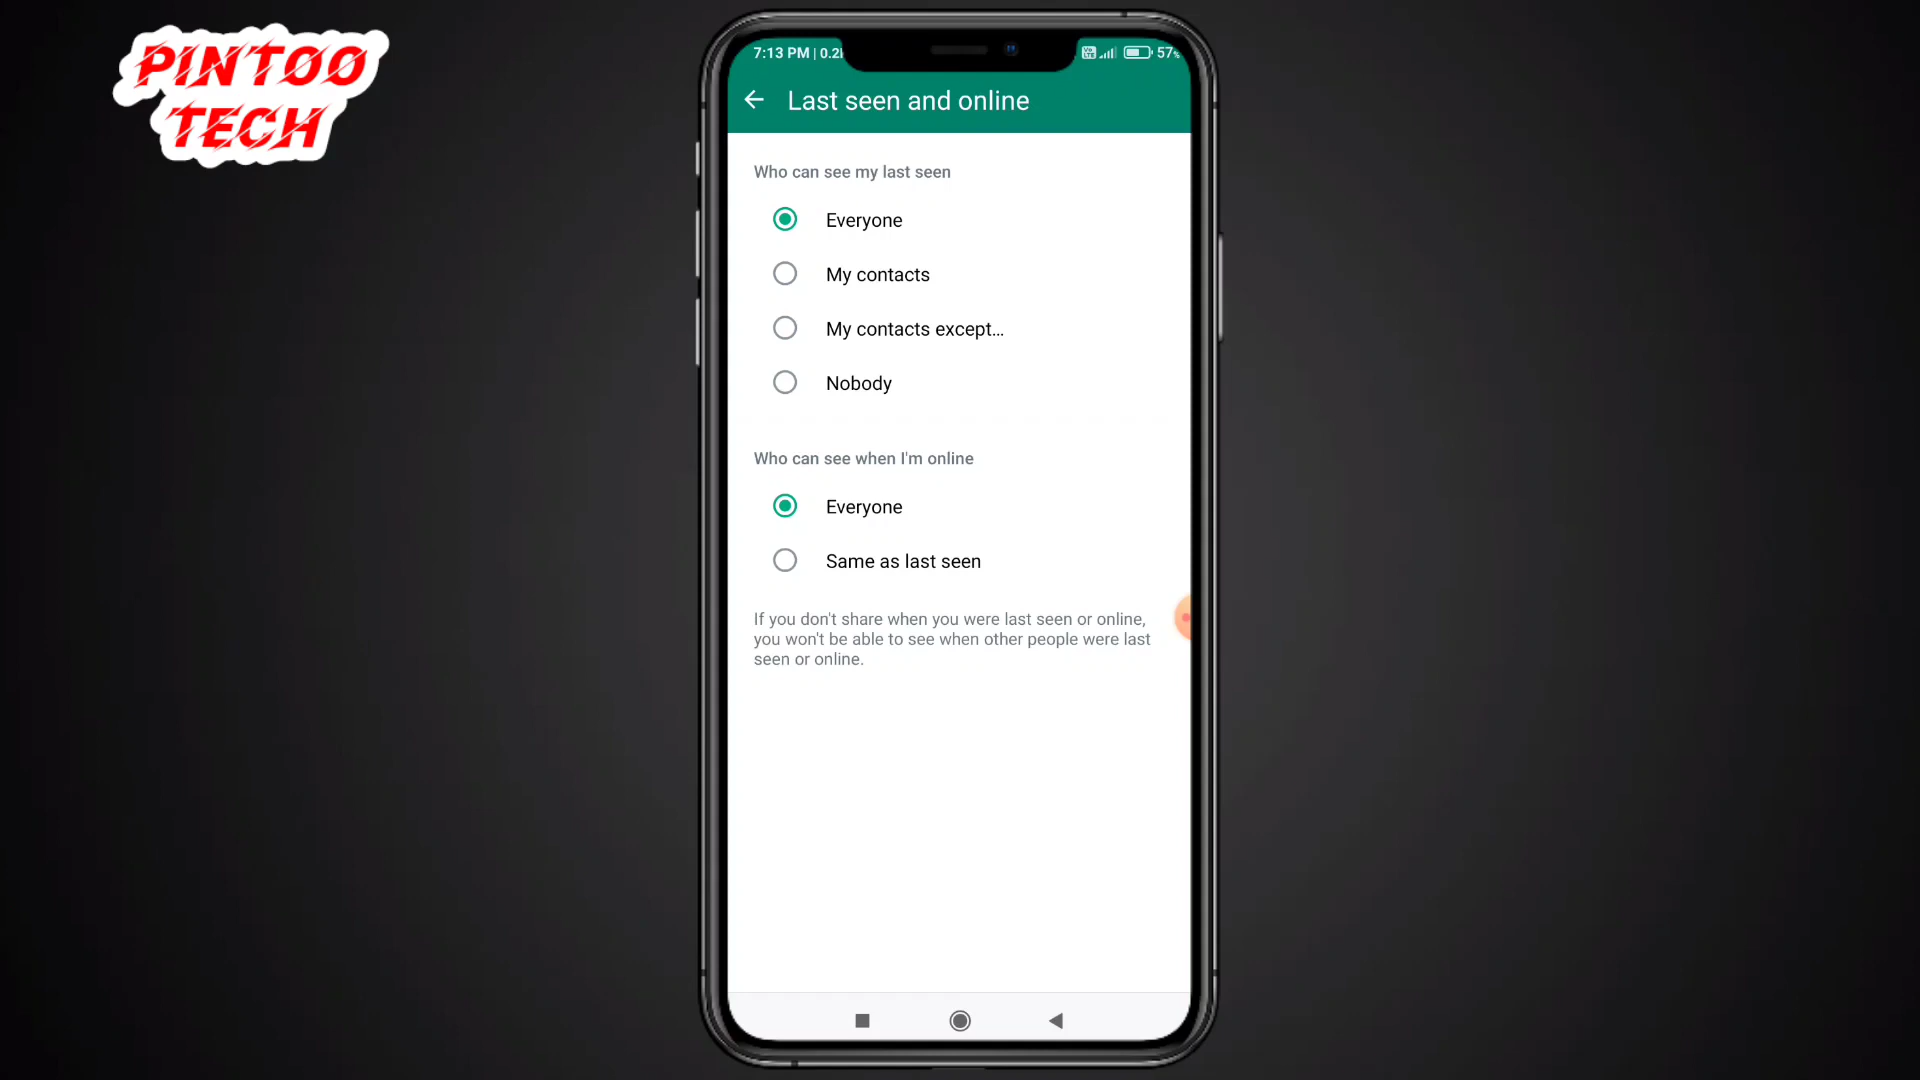 PINTOO
TECH
7:13 PM | 0.2
57%
Last seen and online
Who can see my last seen
Everyone
My contacts
My contacts except...
Nobody
Who can see when I'm online
Everyone
Same as last seen
If you don't share when you were last seen or online,
you won't be able to see when other people were last
seen or online.